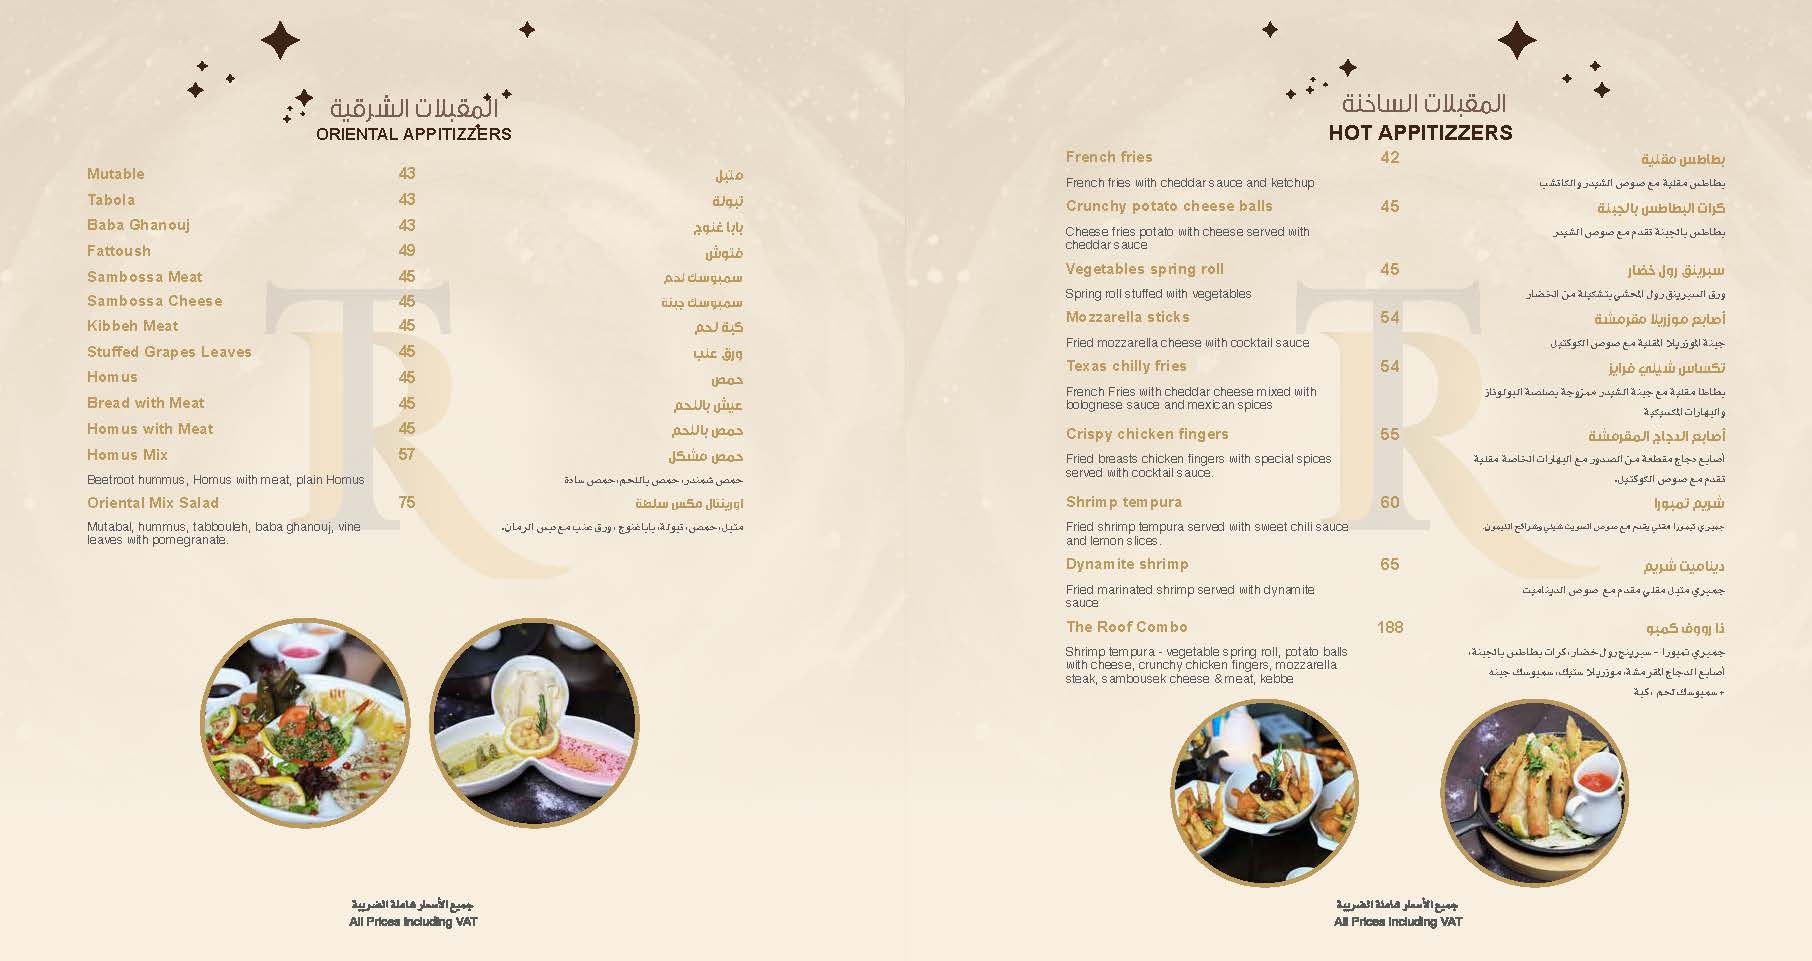 المقبلات الشرقية
ORIENTAL APPITIZZERS
Mutable 43 متبل
Tabola 43 تبولة
Baba Ghanouj 43 بابا غنوج
Fattoush 49 فتوش
Sambossa Meat 45 سمبوسك لحم
Sambossa Cheese 45 سمبوسك جبنة
Kibbeh Meat 45 كبة لحم
Stuffed Grapes Leaves 45 ورق عنب
Homus 45 حمص
Bread with Meat 45 عيش باللحم
Homus with Meat 45 حمص باللحم
Homus Mix 57 حمص مشكل
Beetroot hummus, Homus with meat, plain Homus حمص شمندر، حمص باللحم، حمص سادة
Oriental Mix Salad 75 اورينتال مكس سلطة
Mutabal, hummus, tabbouleh, baba ghanouj, vine متبل، حمص، تبولة، باباغنوج، ورق عنب مع دبس الرمان.
leaves with pomegranate.
جميع الأسعار شاملة الضريبة
All Prices Including VAT
المقبلات الساخنة
HOT APPITIZZERS
French fries 42 بطاطس مقلية
French fries with cheddar sauce and ketchup بطاطس مقلية مع صوص الشيدر والكاتشب
Crunchy potato cheese balls 45 كرات البطاطس بالجبنة
Cheese fries potato with cheese served with بطاطس بالجبنة تقدم مع صوص الشيدر
cheddar sauce
Vegetables spring roll 45 سبرينق رول خضار
Spring roll stuffed with vegetables ورق السبرينق رول المحشي بتشكيلة من الخضار
Mozzarella sticks 54 أصابع موزريلا مقرمشة
Fried mozzarella cheese with cocktail sauce جبنة الموزريلا المقلية مع صوص الكوكتيل
Texas chilly fries 54 تكساس شيلي فرايز
French Fries with cheddar cheese mixed with بطاطا مقلية مع جبنة الشيدر ممزوجة بصلصة البولوناز
bolognese sauce and mexican spices والبهارات المكسيكية
Crispy chicken fingers 55 أصابع الدجاج المقرمشة
Fried breasts chicken fingers with special spices أصابع دجاج مقطعة من الصدور مع البهارات الخاصة مقلية
served with cocktail sauce. تقدم مع صوص الكوكتيل.
Shrimp tempura 60 شريم تمبورا
Fried shrimp tempura served with sweet chili sauce جمبري تيمورا مقلي يقدم مع صوص السويت شيلي وشرائح الليمون.
and lemon slices.
Dynamite shrimp 65 ديناميت شريم
Fried marinated shrimp served with dynamite جمبري متبل مقلي مقدم مع صوص الديناميت
sauce
The Roof Combo 188 ذا رووف كمبو
Shrimp tempura - vegetable spring roll, potato balls جمبري تمبورا - سبرينج رول خضار، كرات بطاطس بالجبنة،
with cheese, crunchy chicken fingers, mozzarella أصابع الدجاج المقرمشة، موزريلا ستيك، سمبوسك جبنه
steak, sambousek cheese & meat, kebbe + سمبوسك لحم، كبة
جميع الأسعار شاملة الضريبة
All Prices Including VAT